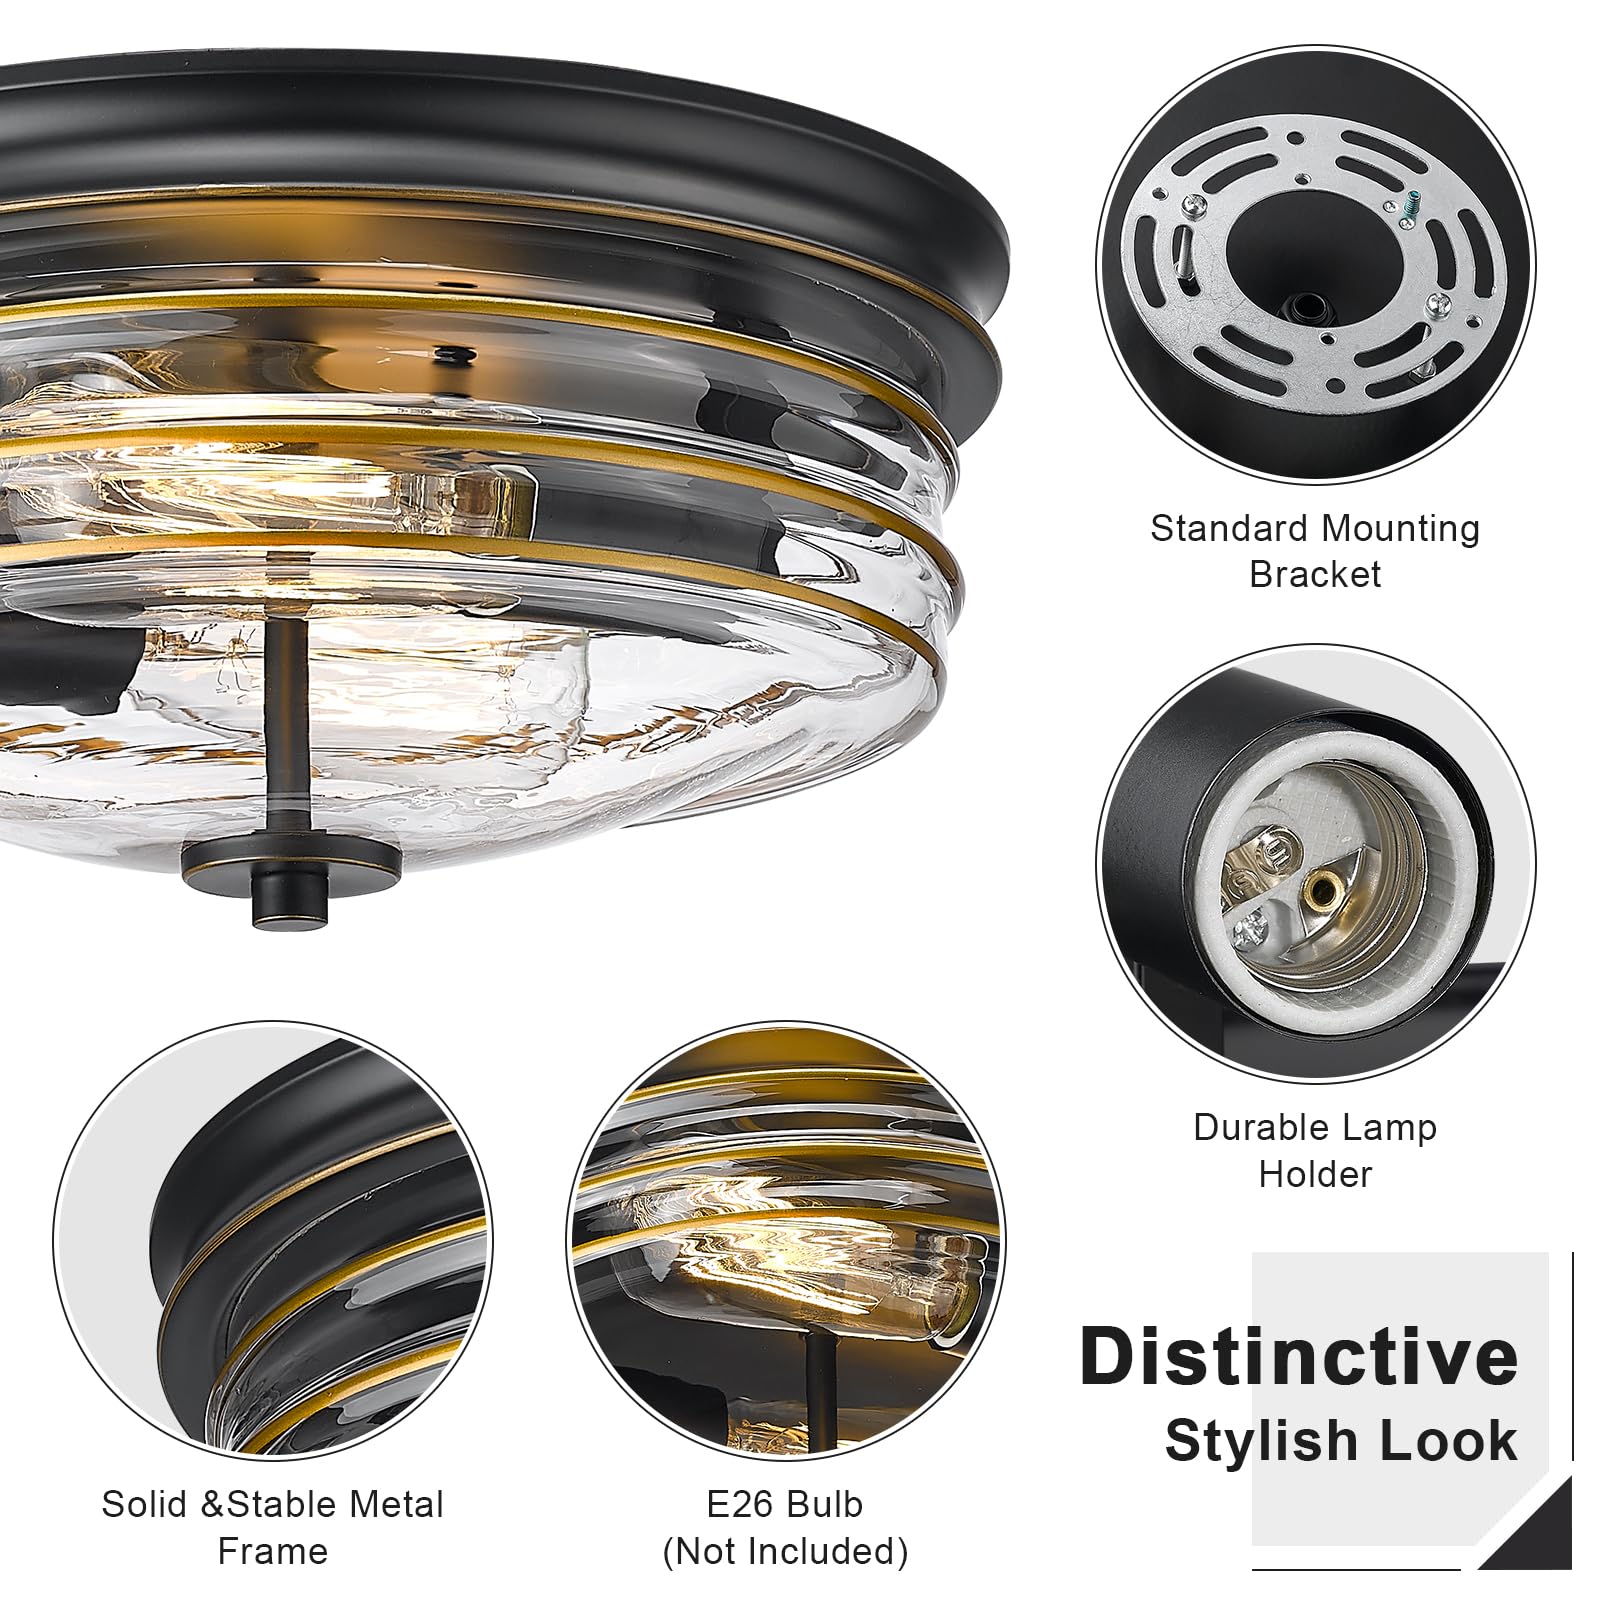 Standard Mounting
Bracket
Durable Lamp
Holder
Solid &Stable Metal
Frame
E26 Bulb
(Not Included)
Distinctive
Stylish Look